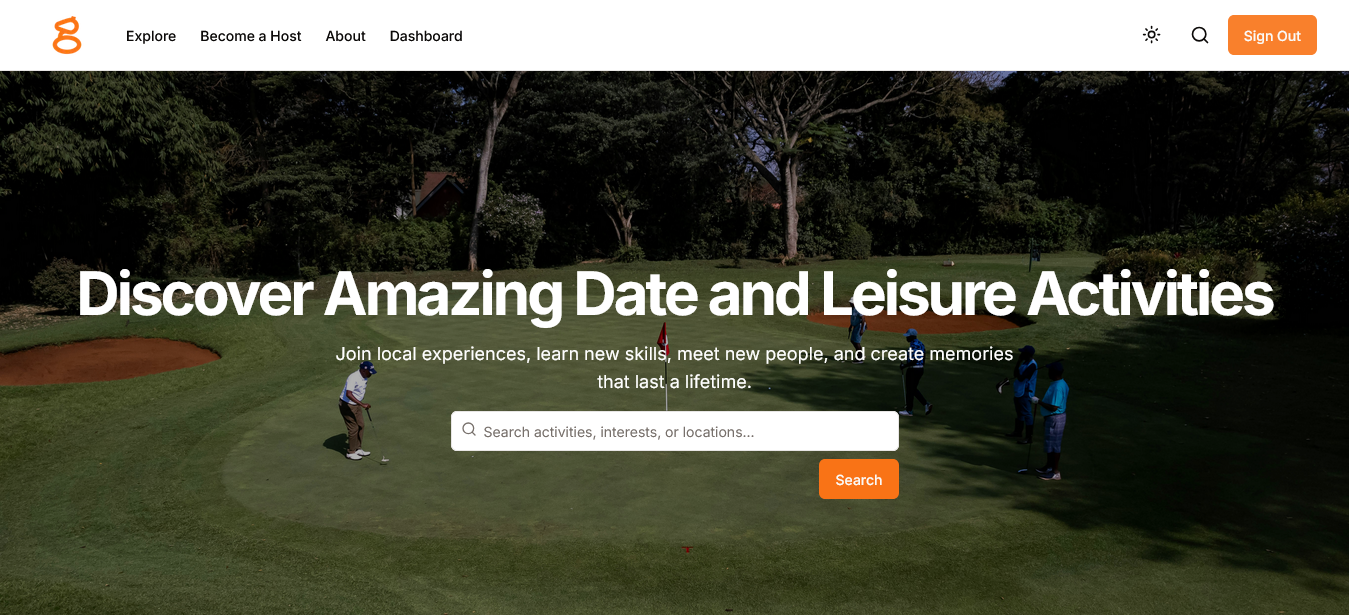 g
Explore
Become a Host
About
Dashboard
Sign Out
Discover Amazing Date and Leisure Activities
Join local experiences, learn new skills, meet new people, and create memories
that last a lifetime.
Search activities, interests, or locations...
Search